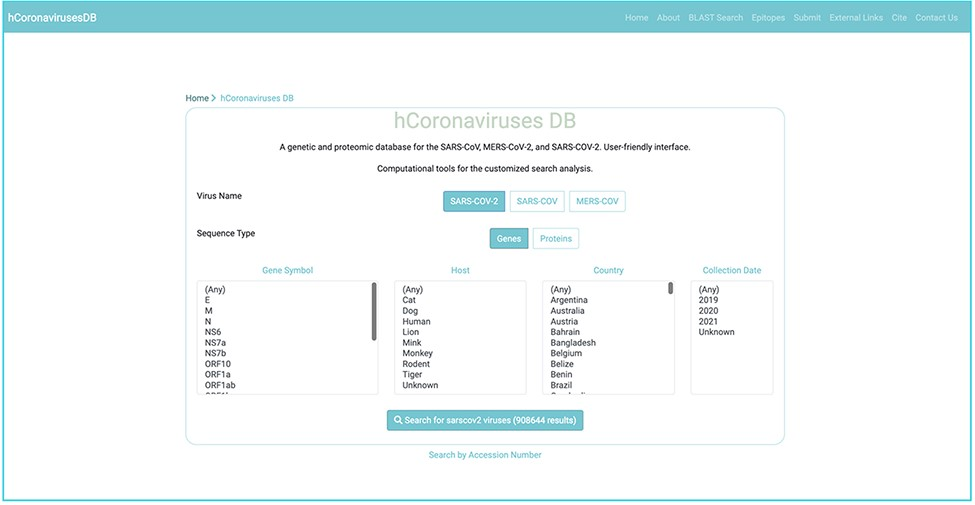 hCoronavirusesDB
Home About BLAST Search Epitopes Submit External Links Cite Contact Us
Home hCoronaviruses DB
hCoronaviruses DB
A genetic and proteomic database for the SARS-CoV, MERS-CoV-2, and SARS-COV-2. User-friendly interface.
Computational tools for the customized search analysis.
Virus Name SARS-COV-2 SARS-COV MERS-COV
Sequence Type Genes Proteins
Gene Symbol
(Any)
E
M
N
NS6
NS7a
NS7b
ORF10
ORF1a
ORF1ab
Host
(Any)
Cat
Dog
Human
Lion
Mink
Monkey
Rodent
Tiger
Unknown
Country
(Any)
Argentina
Australia
Austria
Bahrain
Bangladesh
Belgium
Belize
Benin
Brazil
Collection Date
(Any)
2019
2020
2021
Unknown
Search for sarscov2 viruses (908644 results)
Search by Accession Number